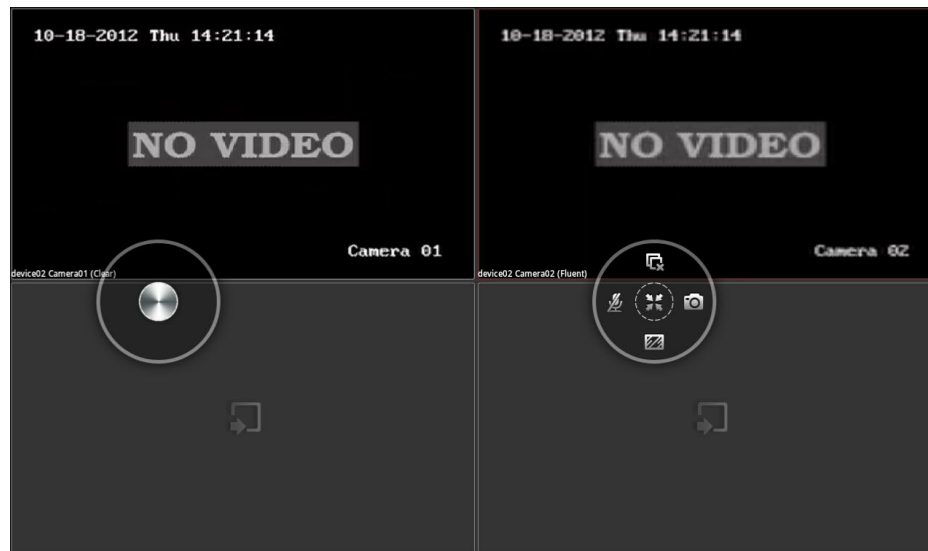 10-18-2012 Thu 14:21:14
NO VIDEO
Camera 01
device02 Camera01 (Clear)
10-18-2012 Thu 14:21:14
NO VIDEO
Camera 02
device02 Camera02 (Fluent)